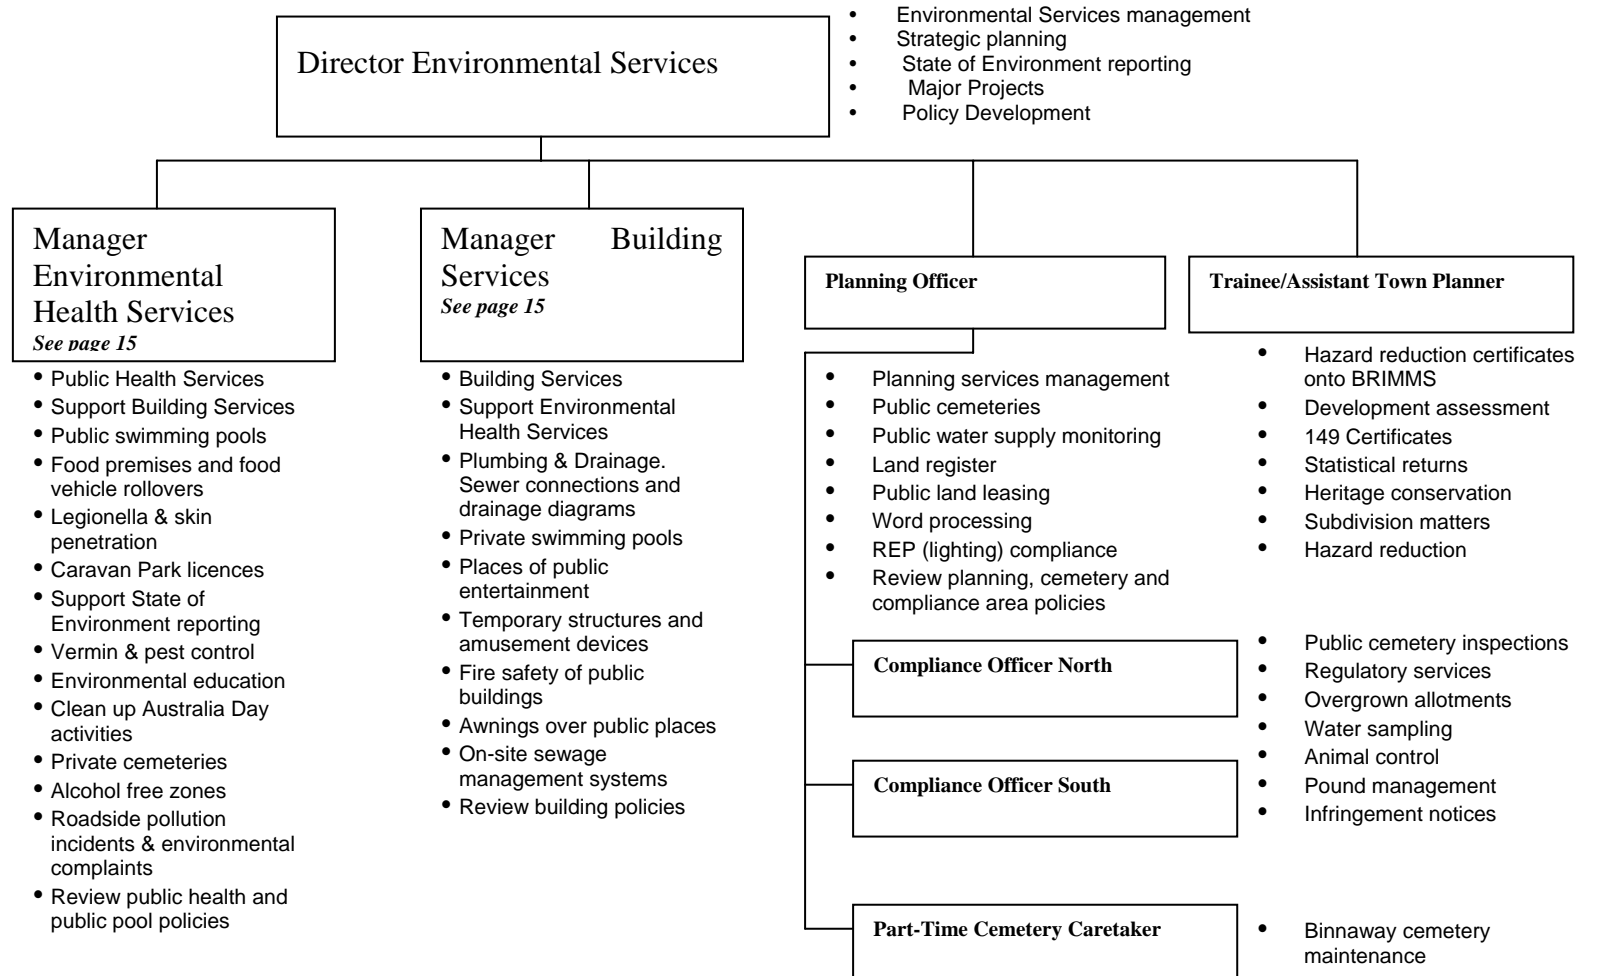 Director Environmental Services
• Environmental Services management
• Strategic planning
• State of Environment reporting
• Major Projects
• Policy Development
Manager
Environmental
Health Services
See page 15
• Public Health Services
• Support Building Services
• Public swimming pools
• Food premises and food
vehicle rollovers
• Legionella & skin
penetration
• Caravan Park licences
• Support State of
Environment reporting
• Vermin & pest control
• Environmental education
• Clean up Australia Day
activities
• Private cemeteries
• Alcohol free zones
• Roadside pollution
incidents & environmental
complaints
• Review public health and
public pool policies
Manager Building
Services
See page 15
• Building Services
• Support Environmental
Health Services
• Plumbing & Drainage.
Sewer connections and
drainage diagrams
• Private swimming pools
• Places of public
entertainment
• Temporary structures and
amusement devices
• Fire safety of public
buildings
• Awnings over public places
• On-site sewage
management systems
• Review building policies
Planning Officer
• Planning services management
• Public cemeteries
• Public water supply monitoring
• Land register
• Public land leasing
• Word processing
• REP (lighting) compliance
• Review planning, cemetery and
compliance area policies
Trainee/Assistant Town Planner
• Hazard reduction certificates
onto BRIMMS
• Development assessment
• 149 Certificates
• Statistical returns
• Heritage conservation
• Subdivision matters
• Hazard reduction
Compliance Officer North
Compliance Officer South
• Public cemetery inspections
• Regulatory services
• Overgrown allotments
• Water sampling
• Animal control
• Pound management
• Infringement notices
Part-Time Cemetery Caretaker
• Binnaway cemetery
maintenance